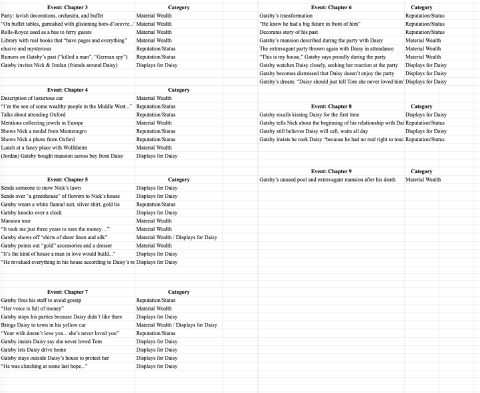 Event: Chapter 3 Category
Party: lavish decorations, orchestra, and buffet Material Wealth
"On buffet tables, garnished with glistening hors-d'oeuvre..." Material Wealth
Rolls-Royce used as a bus to ferry guests Material Wealth
Library with real books that "have pages and everything" Material Wealth
elusive and mysterious Reputation/Status
Rumors on Gatsby's past ("killed a man", "German spy") Reputation/Status
Gatsby invites Nick & Jordan (friends around Daisy) Displays for Daisy
Event: Chapter 4 Category
Description of luxurious car Material Wealth
"I'm the son of some wealthy people in the Middle West..." Reputation/Status
Talks about attending Oxford Reputation/Status
Mentions collecting jewels in Europe Material Wealth
Shows Nick a medal from Montenegro Reputation/Status
Shows Nick a photo from Oxford Reputation/Status
Lunch at a fancy place with Wolfsheim Material Wealth
(Jordan) Gatsby bought mansion across bay from Daisy Displays for Daisy
Event: Chapter 5 Category
Sends someone to mow Nick's lawn Displays for Daisy
Sends over "a greenhouse" of flowers to Nick's house Displays for Daisy
Gatsby wears a white flannel suit, silver shirt, gold tie Reputation/Status
Gatsby knocks over a clock Displays for Daisy
Mansion tour Material Wealth
"It took me just three years to earn the money..." Material Wealth
Gatsby shows off "shirts of sheer linen and silk" Material Wealth / Displays for Daisy
Gatsby points out "gold" accessories and a dresser Material Wealth
"It's the kind of house a man in love would build..." Displays for Daisy
"He revalued everything in his house according to Daisy's re Displays for Daisy
Event: Chapter 7 Category
Gatsby fires his staff to avoid gossip Reputation/Status
"Her voice is full of money" Material Wealth
Gatsby stops his parties because Daisy didn't like them Displays for Daisy
Brings Daisy to town in his yellow car Material Wealth / Displays for Daisy
"Your wife doesn't love you... she's never loved you" Reputation/Status
Gatsby insists Daisy say she never loved Tom Displays for Daisy
Gatsby lets Daisy drive home Displays for Daisy
Gatsby stays outside Daisy's house to protect her Displays for Daisy
"He was clutching at some last hope..." Displays for Daisy
Event: Chapter 6 Category
Gatsby's transformation Reputation/Status
"He knew he had a big future in front of him" Reputation/Status
Decorates story of his past Reputation/Status
Gatsby's mansion described during the party with Daisy Material Wealth
The extravagant party thrown again with Daisy in attendance Material Wealth
"This is my house," Gatsby says proudly during the party Material Wealth
Gatsby watches Daisy closely, seeking her reaction at the party Displays for Daisy
Gatsby becomes distressed that Daisy doesn't enjoy the party Displays for Daisy
Gatsby's dream: "Daisy should just tell Tom she never loved him" Displays for Daisy
Event: Chapter 8 Category
Gatsby recalls kissing Daisy for the first time Displays for Daisy
Gatsby tells Nick about the beginning of his relationship with Dai Reputation/Status
Gatsby still believes Daisy will call, waits all day Displays for Daisy
Gatsby insists he took Daisy "because he had no real right to touc Reputation/Status
Event: Chapter 9 Category
Gatsby's unused pool and extravagant mansion after his death Material Wealth